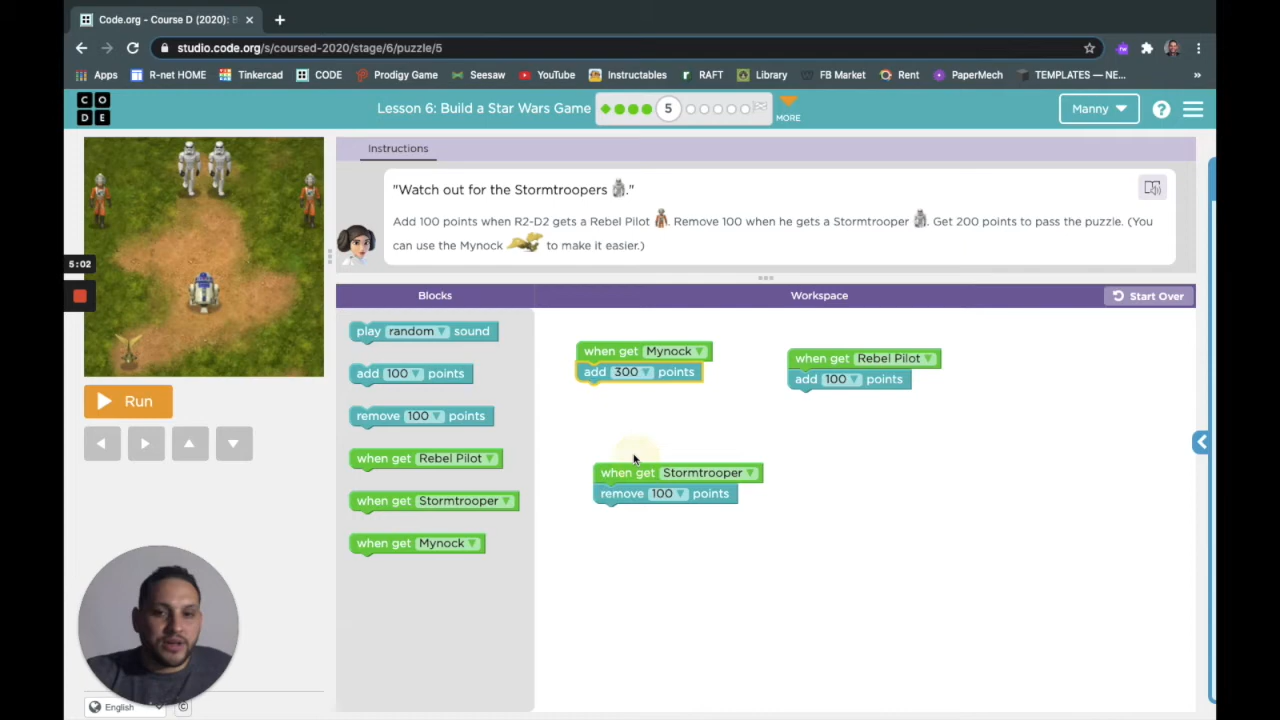 Code.org - Course D (2020): B
studio.code.org/s/coursed-2020/stage/6/puzzle/5
Apps R-net HOME Tinkercad CODE Prodigy Game Seesaw YouTube Instructables RAFT Library FB Market Rent PaperMech TEMPLATES — NE... »
C O D E
Lesson 6: Build a Star Wars Game
5
MORE
Manny
?
Instructions
"Watch out for the Stormtroopers ."
Add 100 points when R2-D2 gets a Rebel Pilot . Remove 100 when he gets a Stormtrooper . Get 200 points to pass the puzzle. (You
can use the Mynock to make it easier.)
5:02
Blocks
Workspace
Start Over
play random sound
add 100 points
remove 100 points
when get Rebel Pilot
when get Stormtrooper
when get Mynock
when get Mynock
add 300 points
when get Rebel Pilot
add 100 points
when get Stormtrooper
remove 100 points
Run
English
©